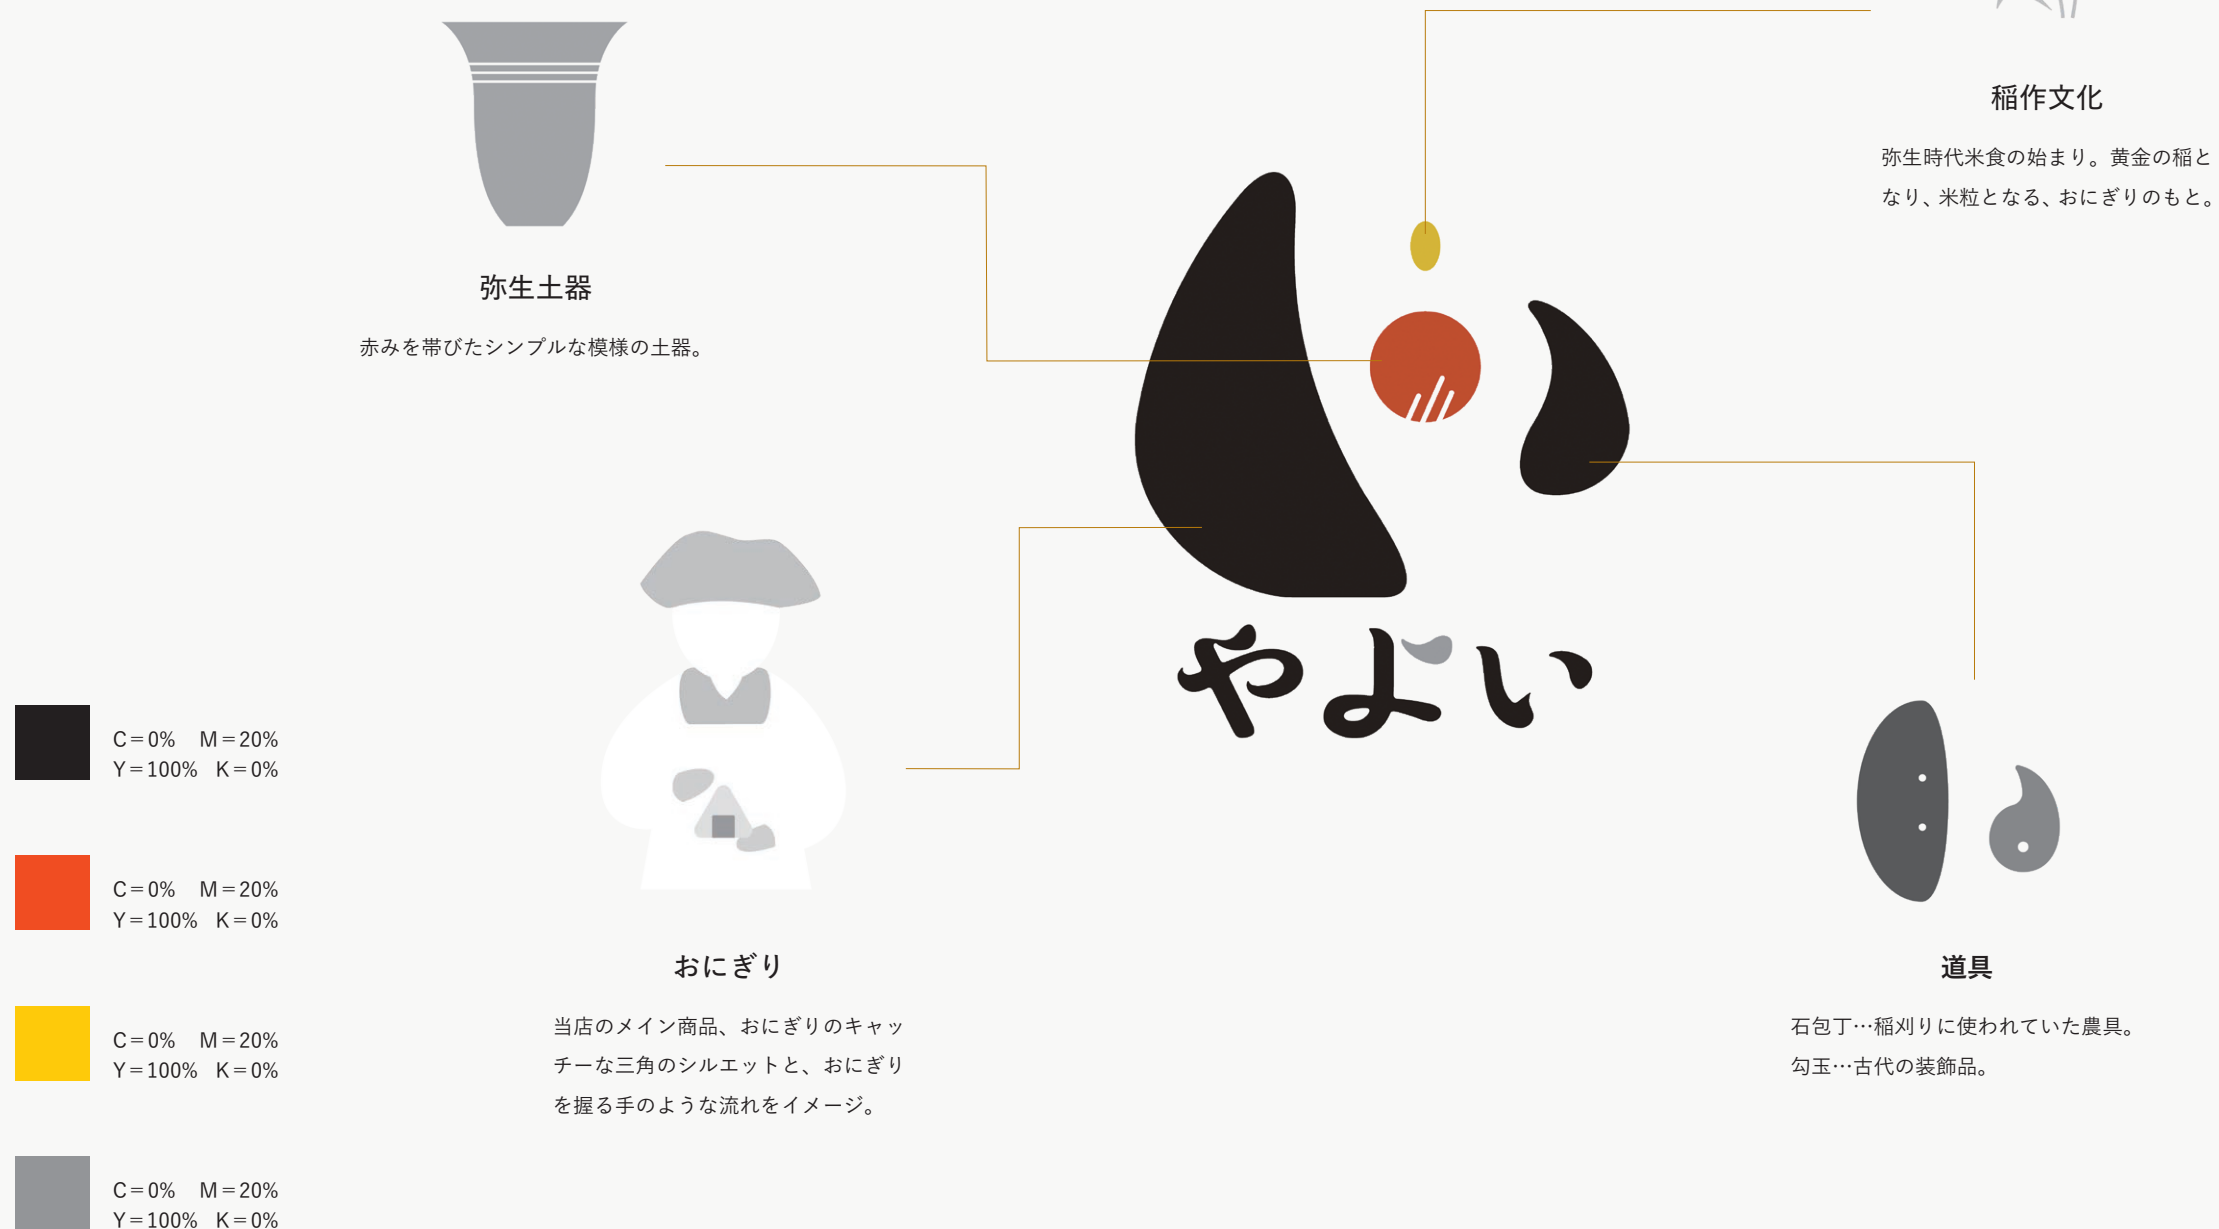 稲作文化
弥生時代米食の始まり。黄金の稲と
なり、米粒となる、おにぎりのもと。
弥生土器
赤みを帯びたシンプルな模様の土器。
やよい
C=0% M=20%
Y=100% K=0%
C=0% M=20%
Y=100% K=0%
C=0% M=20%
Y=100% K=0%
C=0% M=20%
Y=100% K=0%
おにぎり
当店のメイン商品、おにぎりのキャッ
チーな三角のシルエットと、おにぎり
を握る手のような流れをイメージ。
道具
石包丁…稲刈りに使われていた農具。
勾玉…古代の装飾品。